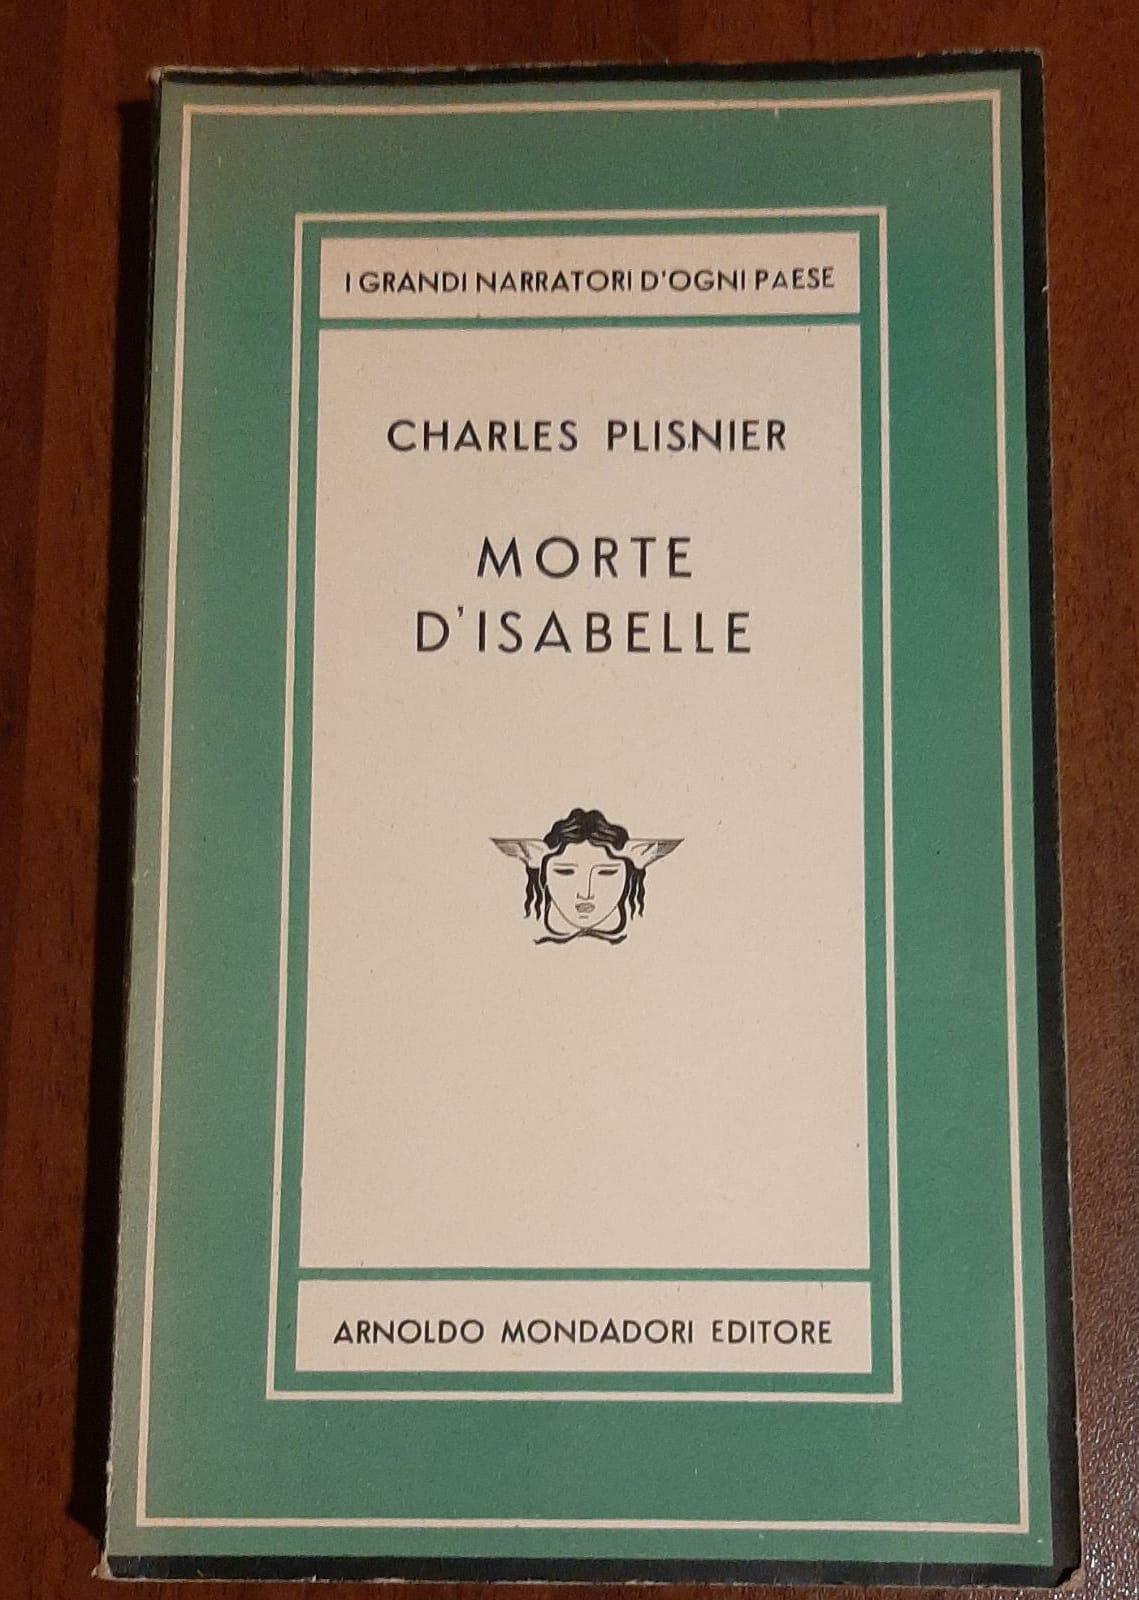 I GRANDI NARRATORI D'OGNI PAESE
CHARLES PLISNIER
MORTE
D'ISABELLE
ARNOLDO MONDADORI EDITORE